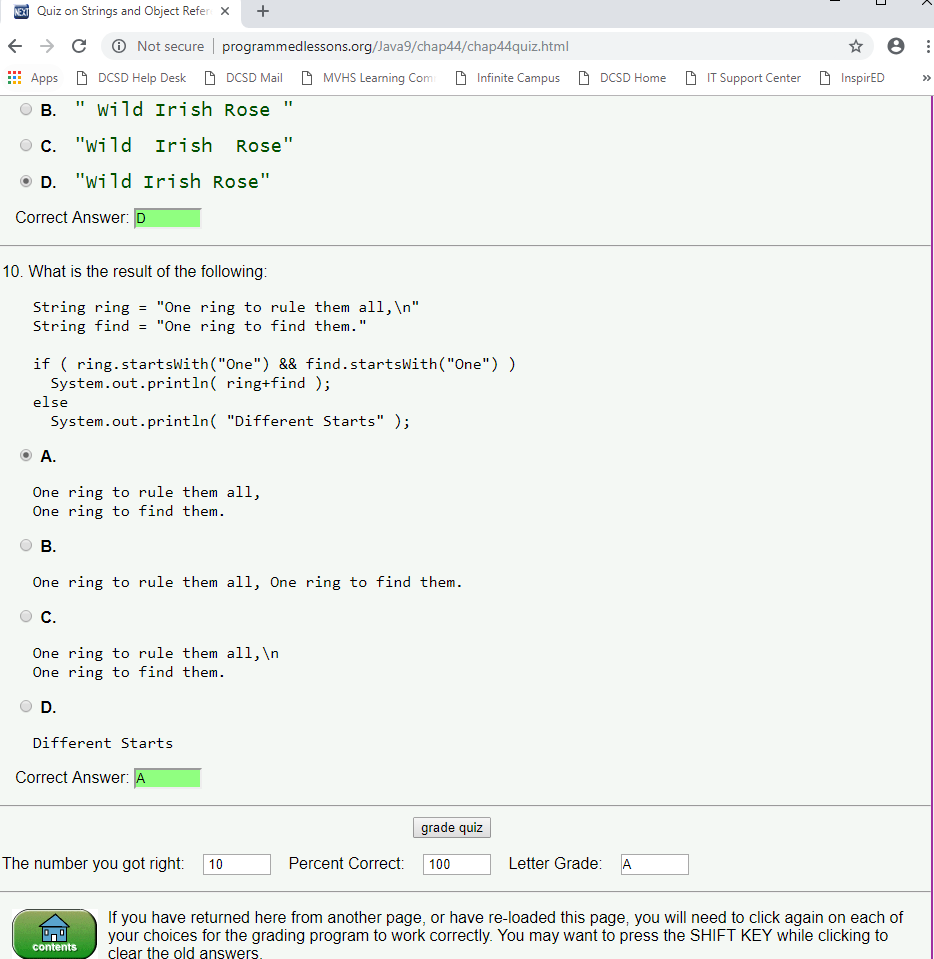 NEXT Quiz on Strings and Object Refer
Not secure | programmedlessons.org/Java9/chap44/chap44quiz.html
Apps DCSD Help Desk DCSD Mail MVHS Learning Com Infinite Campus DCSD Home IT Support Center InspirED »
B. " Wild Irish Rose "
C. "Wild  Irish  Rose"
D. "Wild Irish Rose"
Correct Answer: D
10. What is the result of the following:
String ring = "One ring to rule them all,\n"
String find = "One ring to find them."
if ( ring.startsWith("One") && find.startsWith("One") )
  System.out.println( ring+find );
else
  System.out.println( "Different Starts" );
A.
One ring to rule them all,
One ring to find them.
B.
One ring to rule them all, One ring to find them.
C.
One ring to rule them all,\n
One ring to find them.
D.
Different Starts
Correct Answer: A
grade quiz
The number you got right: 10 Percent Correct: 100 Letter Grade: A
contents
If you have returned here from another page, or have re-loaded this page, you will need to click again on each of
your choices for the grading program to work correctly. You may want to press the SHIFT KEY while clicking to
clear the old answers.